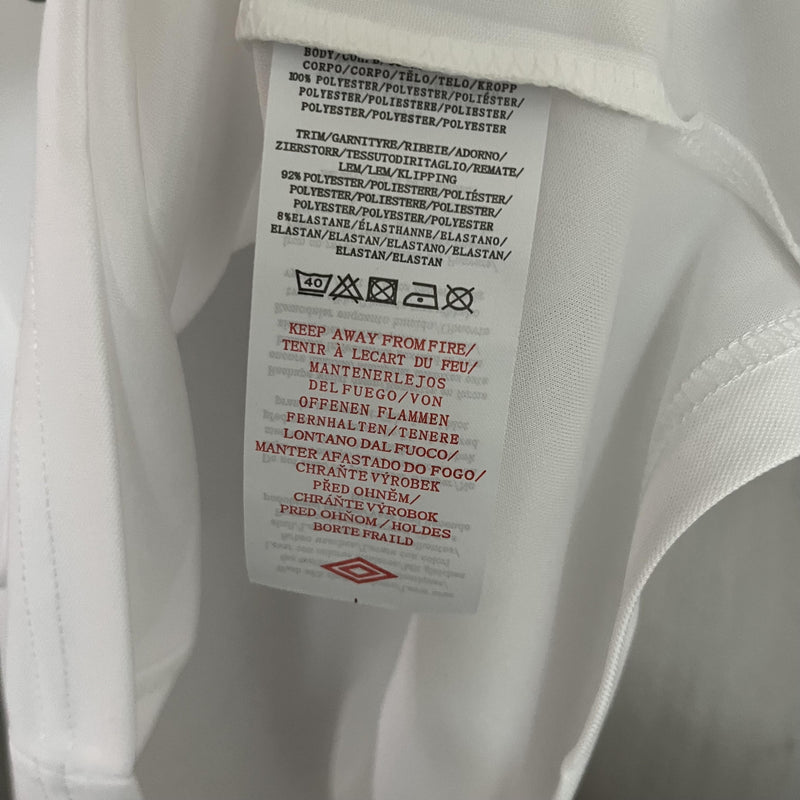 BODY/
CORPO/CORPO/TĚLO/TELO/KROPP
100% POLYESTER/POLYESTER/POLIÉSTER/
POLYESTER/POLIESTERE/POLIÉSTER/
POLYESTER/POLYESTER/POLYESTER
TRIM/GARNITYRE/RIBEIE/ADORNO/
ZIERSTORR/TESSUTODIRITAGLIO/REMATE/
LEM/LEM/KLIPPING
92% POLYESTER/POLYESTER/POLIÉSTER/
POLYESTER/POLIESTERE/POLIÉSTER/
POLYESTER/POLYESTER/POLYESTER
8%ELASTANE/ÉLASTHANNE/ELASTANO/
ELASTAN/ELASTAN/ELASTANO/ELASTAN/
ELASTAN/ELASTAN
40
KEEP AWAY FROM FIRE/
TENIR À LECART DU FEU/
MANTENERLEJOS
DEL FUEGO/VON
OFFENEN FLAMMEN
FERNHALTEN/TENERE
LONTANO DAL FUOCO/
MANTER AFASTADO DO FOGO/
CHRAŇTE VÝROBEK
PŘED OHNĚM/
CHRÁŇTE VÝROBOK
PRED OHŇOM/HOLDES
BORTE FRAILD